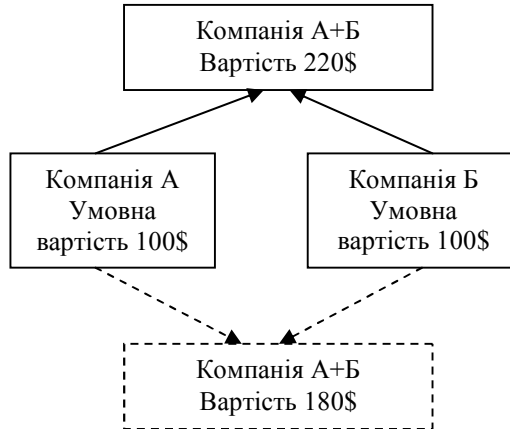 Компанія А+Б
Вартість 220$
Компанія А
Умовна
вартість 100$
Компанія Б
Умовна
вартість 100$
Компанія А+Б
Вартість 180$